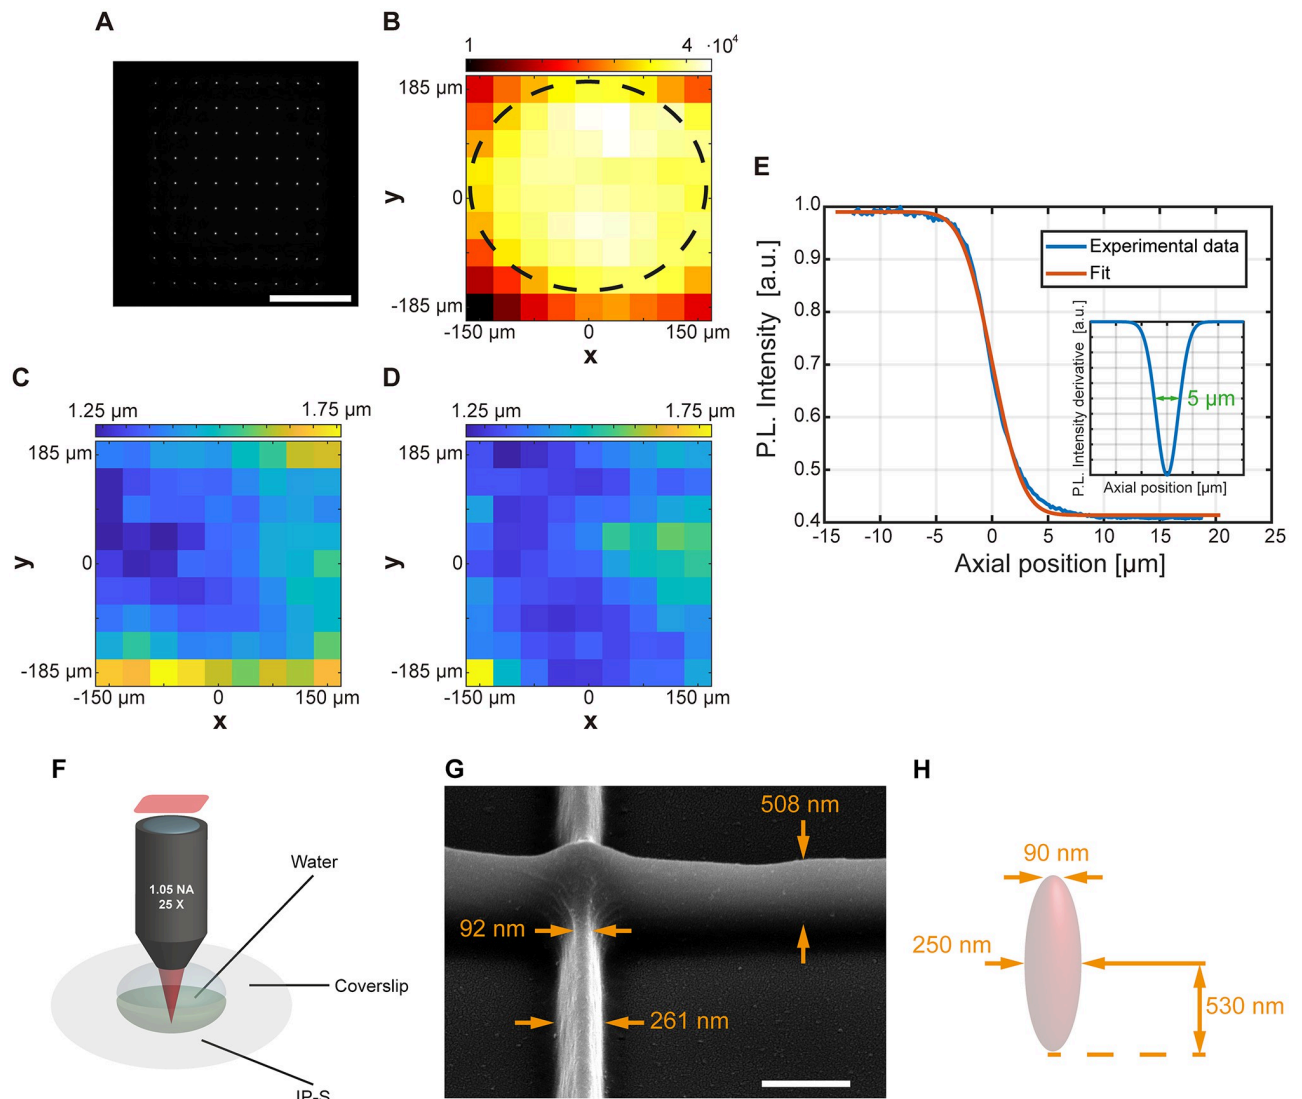 A
B
1
4 ·10⁴
185 µm
0
-185 µm
y
-150 µm
0
150 µm
x
C
1.25 µm
1.75 µm
185 µm
0
-185 µm
y
-150 µm
0
150 µm
x
D
1.25 µm
1.75 µm
185 µm
0
-185 µm
y
-150 µm
0
150 µm
x
E
1.0
0.9
0.8
0.7
0.6
0.5
0.4
P.L. Intensity [a.u.]
Experimental data
Fit
P.L. Intensity derivative [a.u.]
5 µm
Axial position [µm]
-15
-10
-5
0
5
10
15
20
25
Axial position [µm]
F
1.05 NA
25 X
Water
Coverslip
IP-S
G
508 nm
92 nm
261 nm
H
90 nm
250 nm
530 nm